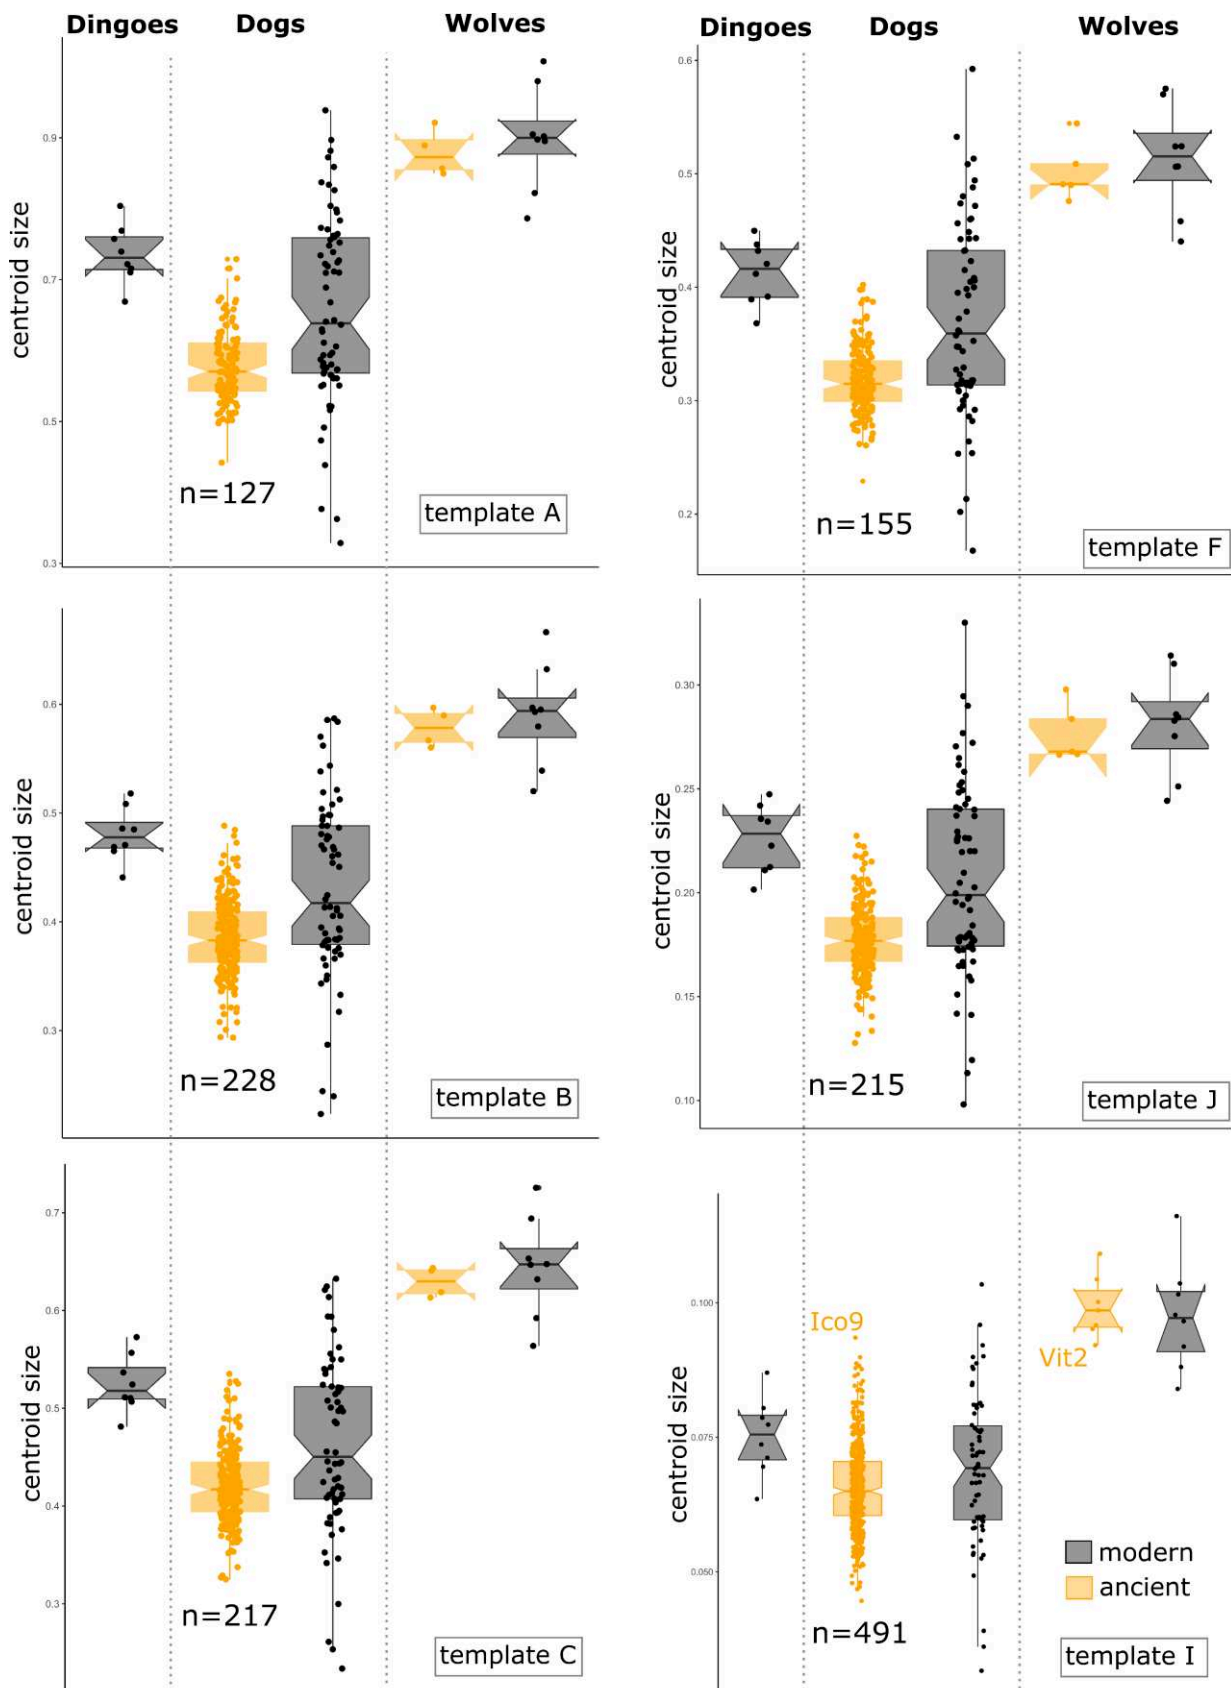 Dingoes Dogs Wolves
centroid size
0.9
0.7
0.5
0.3
n=127
template A
Dingoes Dogs Wolves
centroid size
0.6
0.5
0.4
0.3
0.2
n=155
template F
centroid size
0.6
0.5
0.4
0.3
n=228
template B
centroid size
0.30
0.25
0.20
0.15
0.10
n=215
template J
centroid size
0.7
0.6
0.5
0.4
0.3
n=217
template C
centroid size
0.100
0.075
0.050
Ico9
Vit2
n=491
modern
ancient
template I